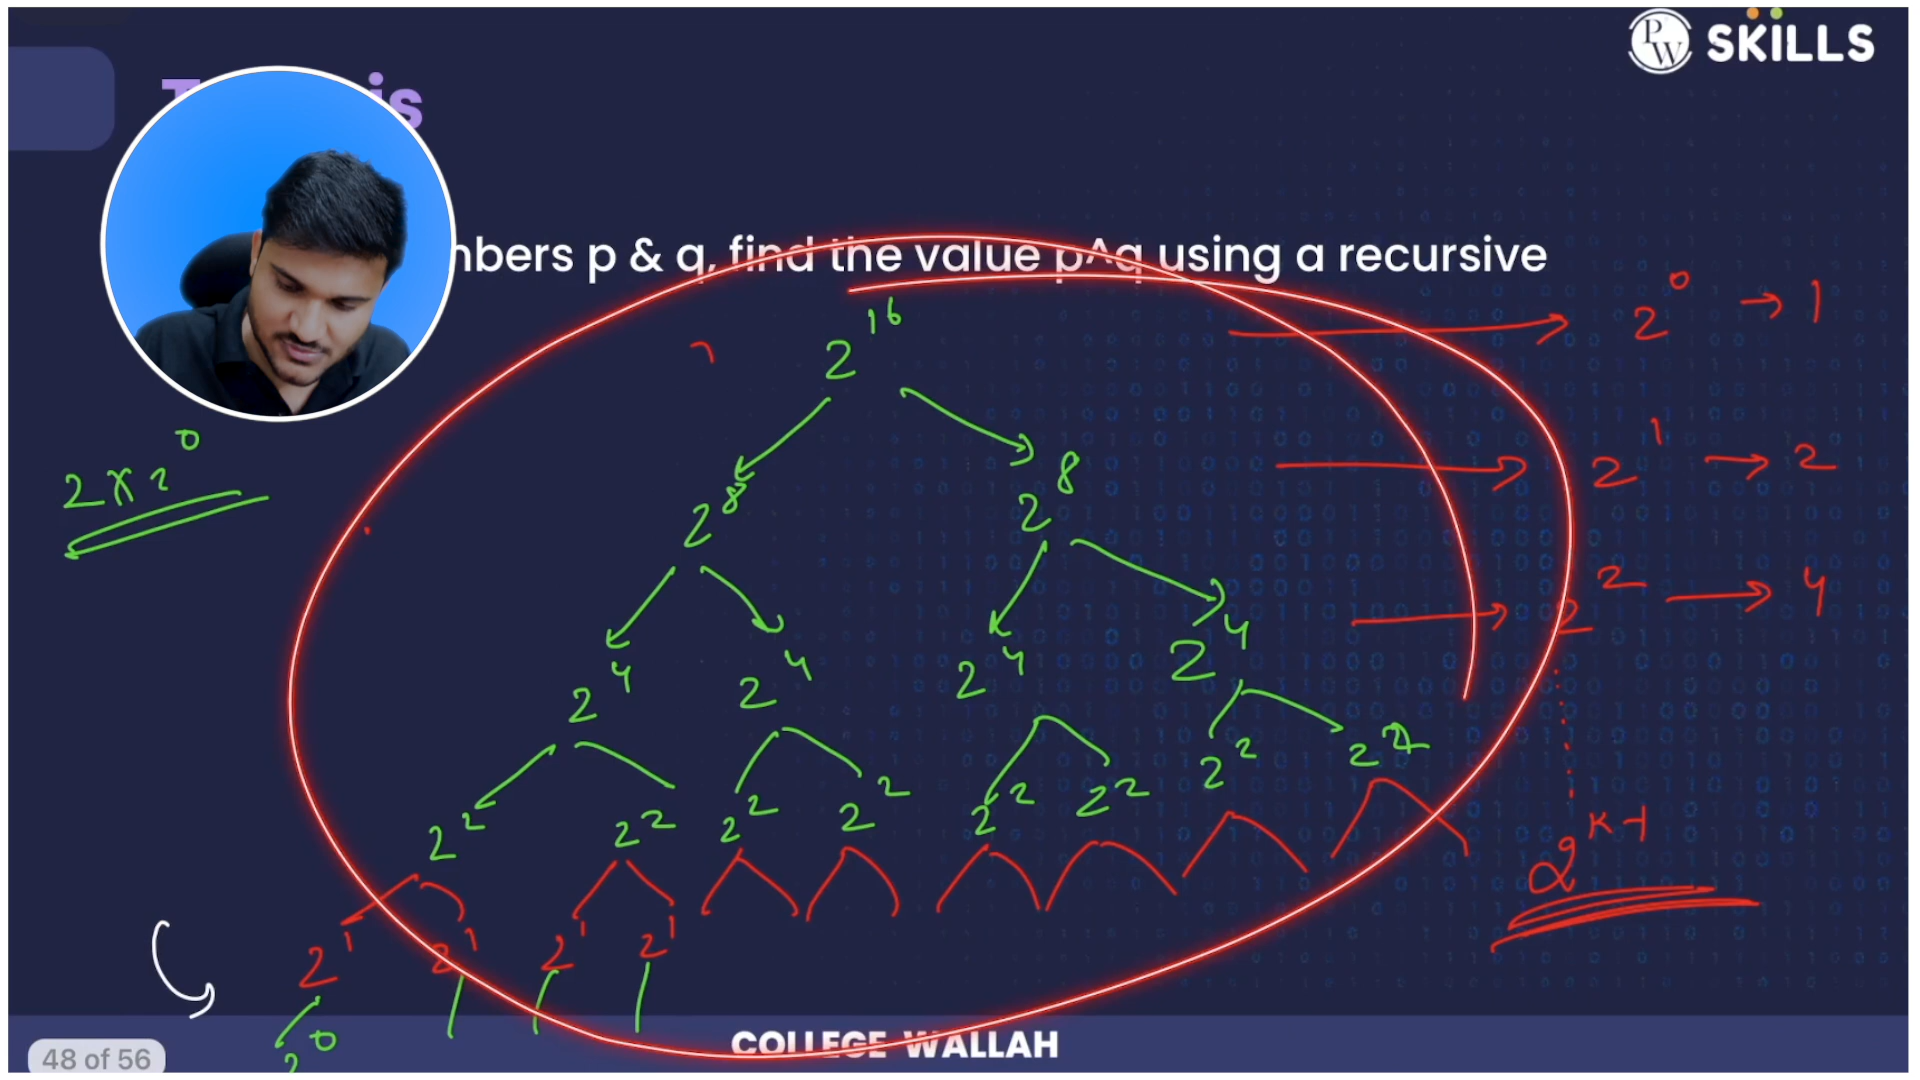 PW SKILLS
is
nbers p & q, find the value p^q using a recursive
2^16
2^0 → 1
2^8 2^8
2^1 → 2
2 x 2^0
2^2 → 4
2^4 2^4 2^4 2^4
2^2 2^2 2^2 2^2 2^2 2^2 2^2 2^2
2^k-1
2^1 2^1 2^1 2^1
2^0
COLLEGE WALLAH
48 of 56